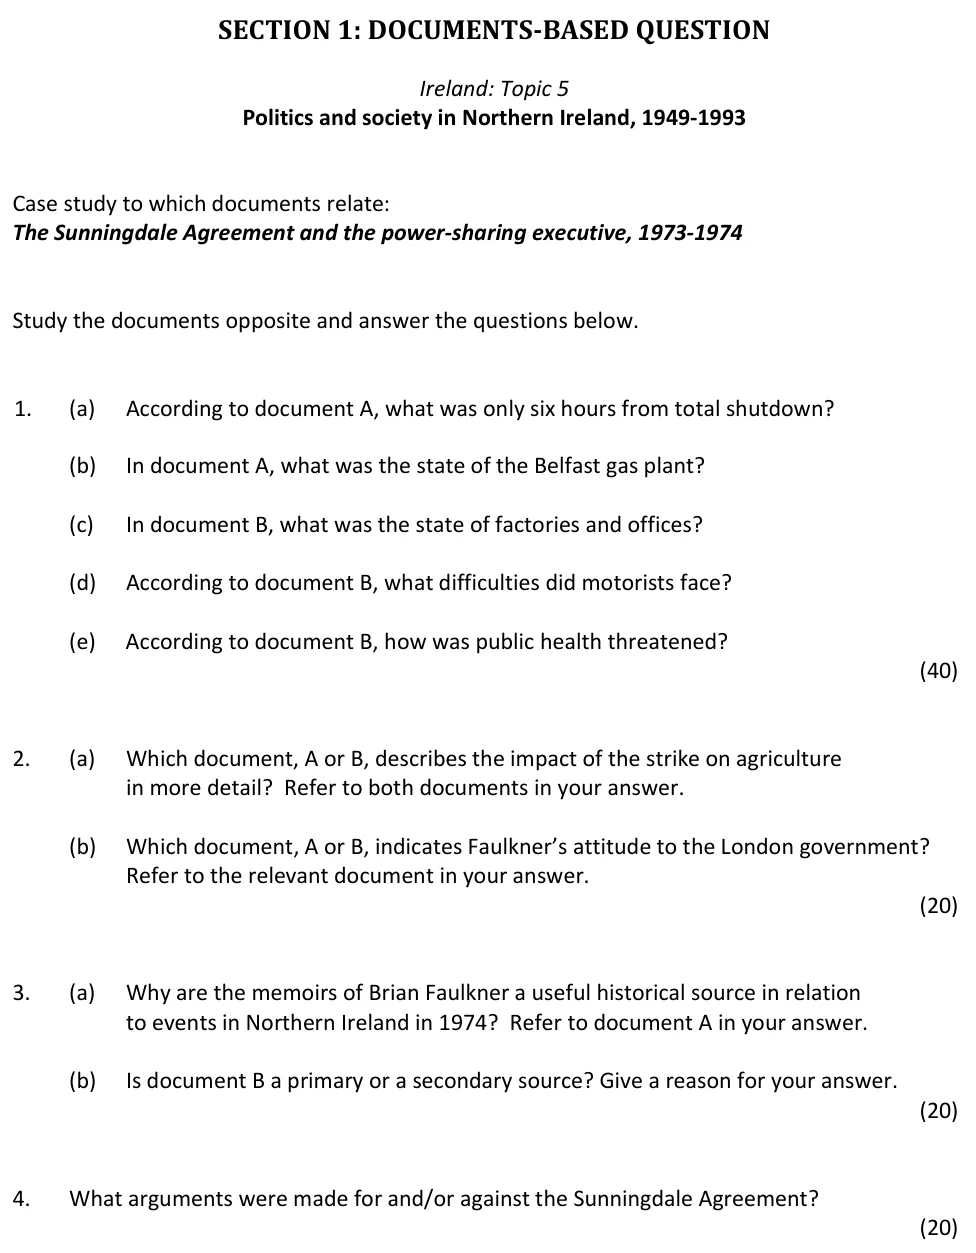 SECTION 1: DOCUMENTS-BASED QUESTION
Ireland: Topic 5
Politics and society in Northern Ireland, 1949-1993
Case study to which documents relate:
The Sunningdale Agreement and the power-sharing executive, 1973-1974
Study the documents opposite and answer the questions below.
1. (a) According to document A, what was only six hours from total shutdown?
(b) In document A, what was the state of the Belfast gas plant?
(c) In document B, what was the state of factories and offices?
(d) According to document B, what difficulties did motorists face?
(e) According to document B, how was public health threatened?
(40)
2. (a) Which document, A or B, describes the impact of the strike on agriculture
in more detail? Refer to both documents in your answer.
(b) Which document, A or B, indicates Faulkner’s attitude to the London government?
Refer to the relevant document in your answer.
(20)
3. (a) Why are the memoirs of Brian Faulkner a useful historical source in relation
to events in Northern Ireland in 1974? Refer to document A in your answer.
(b) Is document B a primary or a secondary source? Give a reason for your answer.
(20)
4. What arguments were made for and/or against the Sunningdale Agreement?
(20)